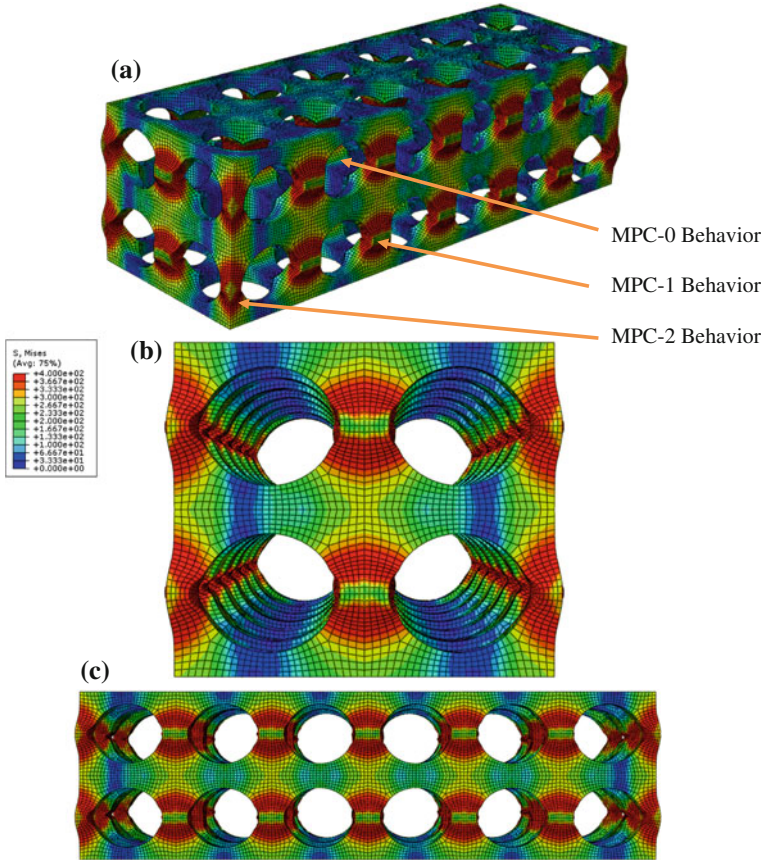 (a)
MPC-0 Behavior
MPC-1 Behavior
MPC-2 Behavior
(b)
S, Mises
(Avg: 75%)
+4.000e+02
+3.667e+02
+3.333e+02
+3.000e+02
+2.667e+02
+2.333e+02
+2.000e+02
+1.667e+02
+1.333e+02
+1.000e+02
+6.667e+01
+3.333e+01
+0.000e+00
(c)